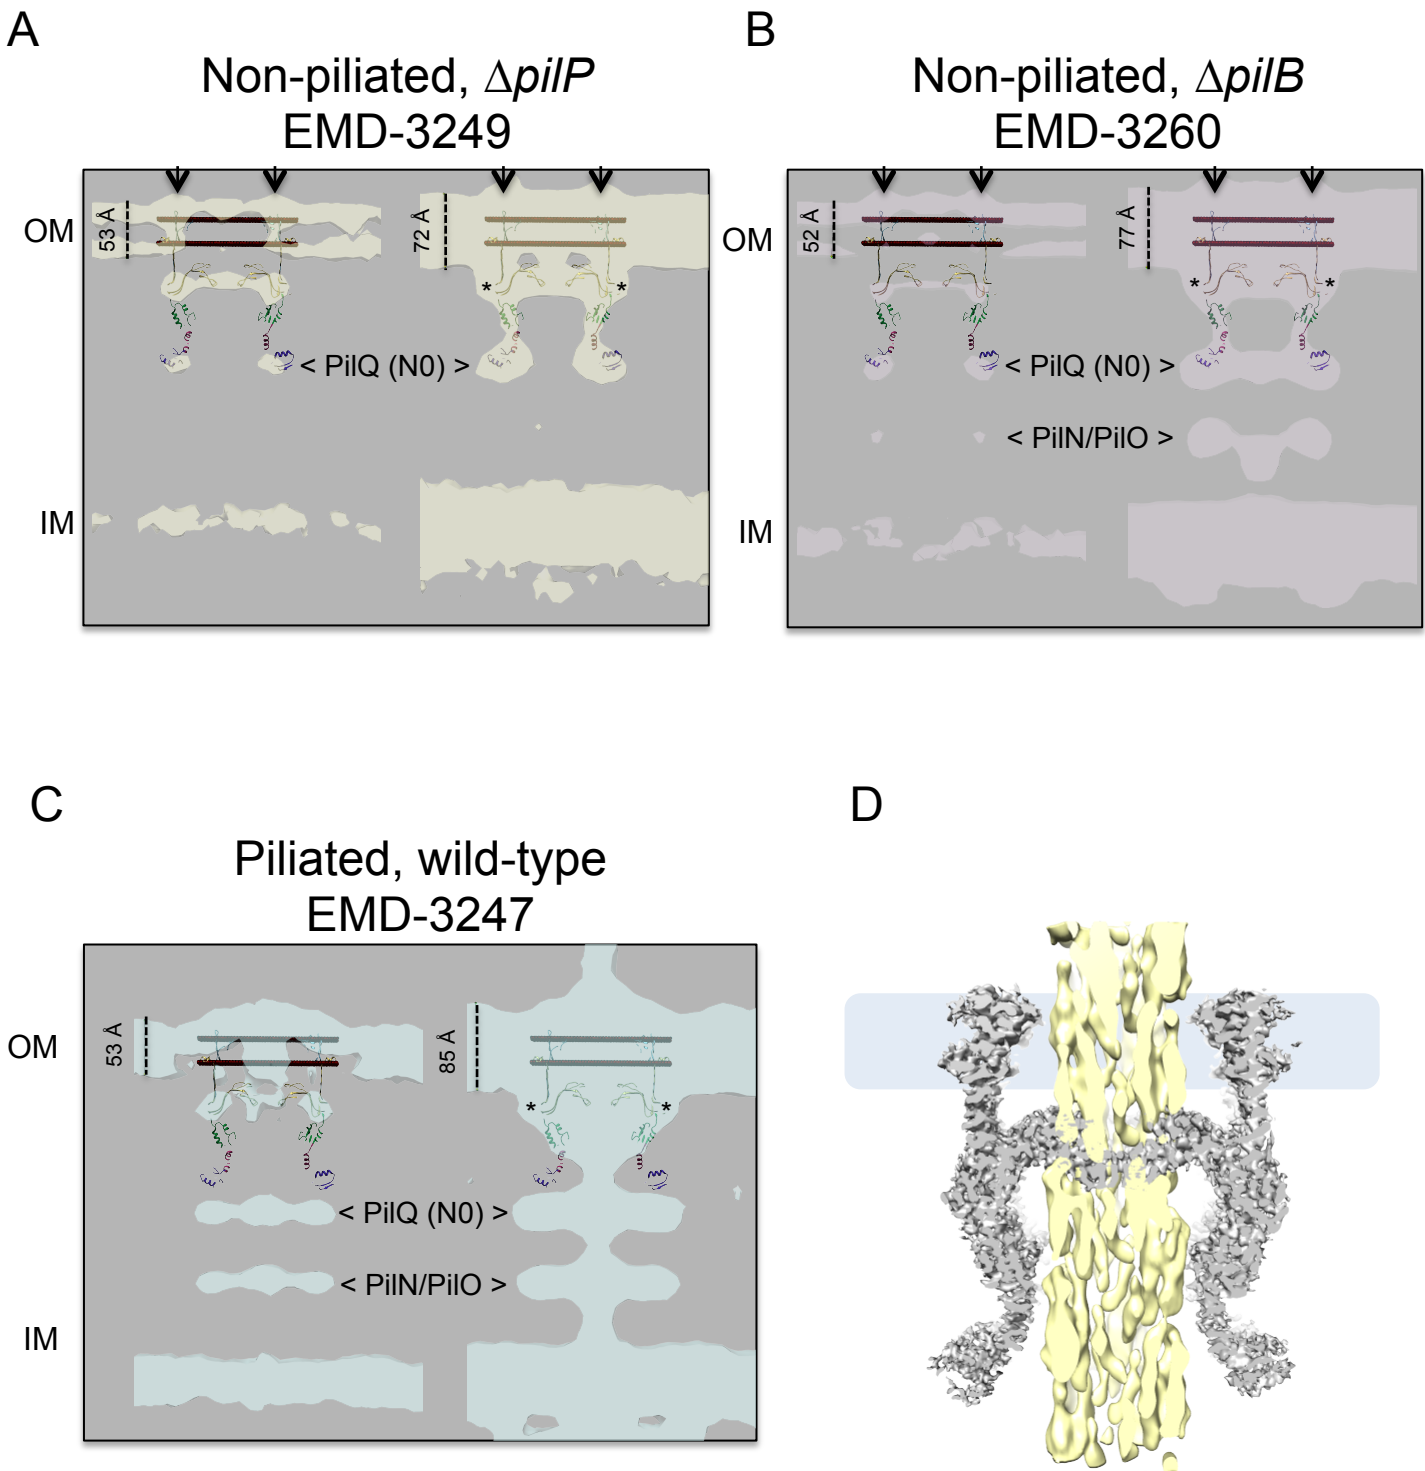 A
Non-piliated, ΔpilP
EMD-3249
OM
53 Å
72 Å
*
*
< PilQ (N0) >
IM
B
Non-piliated, ΔpilB
EMD-3260
OM
52 Å
77 Å
*
*
< PilQ (N0) >
< PilN/PilO >
IM
C
Piliated, wild-type
EMD-3247
OM
53 Å
85 Å
*
*
< PilQ (N0) >
< PilN/PilO >
IM
D